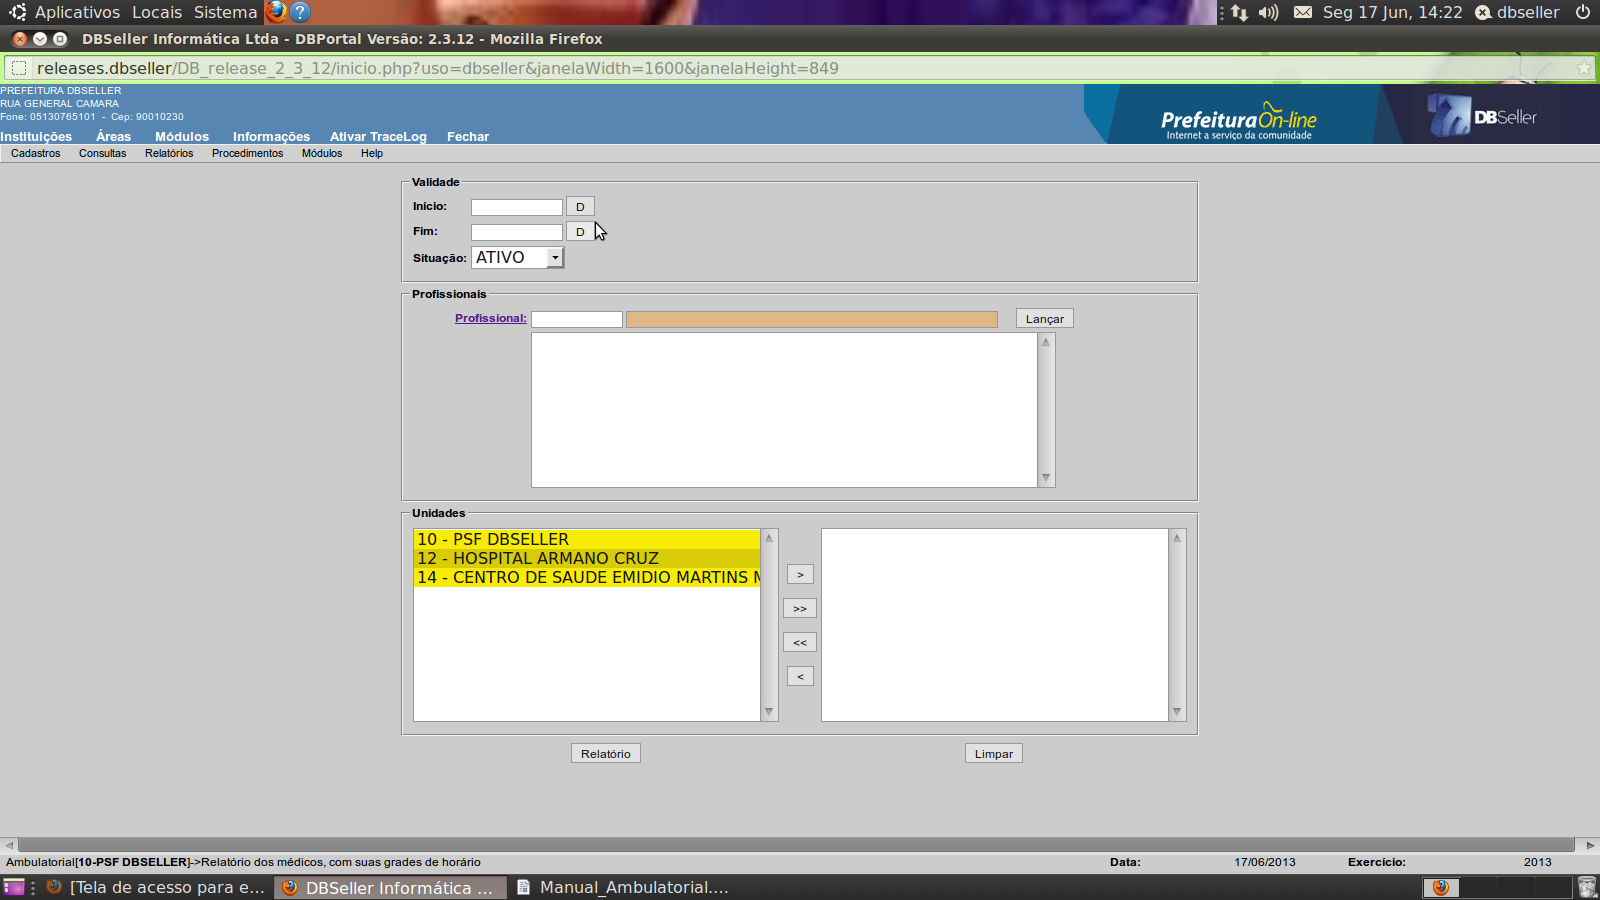 Aplicativos Locais Sistema ? Seg 17 Jun, 14:22 dbseller
DBSeller Informática Ltda - DBPortal Versão: 2.3.12 - Mozilla Firefox
releases.dbseller/DB_release_2_3_12/inicio.php?uso=dbseller&janelaWidth=1600&janelaHeight=849
PREFEITURA DBSELLER
RUA GENERAL CAMARA
Fone: 05130765101 - Cep: 90010230
PrefeituraOn-line
Internet a serviço da comunidade
DBSeller
Instituições Áreas Módulos Informações Ativar TraceLog Fechar
Cadastros Consultas Relatórios Procedimentos Módulos Help
Validade
Inicio: D
Fim: D
Situação: ATIVO
Profissionais
Profissional: Lançar
Unidades
10 - PSF DBSELLER
12 - HOSPITAL ARMANO CRUZ
14 - CENTRO DE SAUDE EMIDIO MARTINS M
>
>>
<<
<
Relatório Limpar
Ambulatorial[10-PSF DBSELLER]->Relatório dos médicos, com suas grades de horário Data: 17/06/2013 Exercício: 2013
[Tela de acesso para e... DBSeller Informática ... Manual_Ambulatorial....